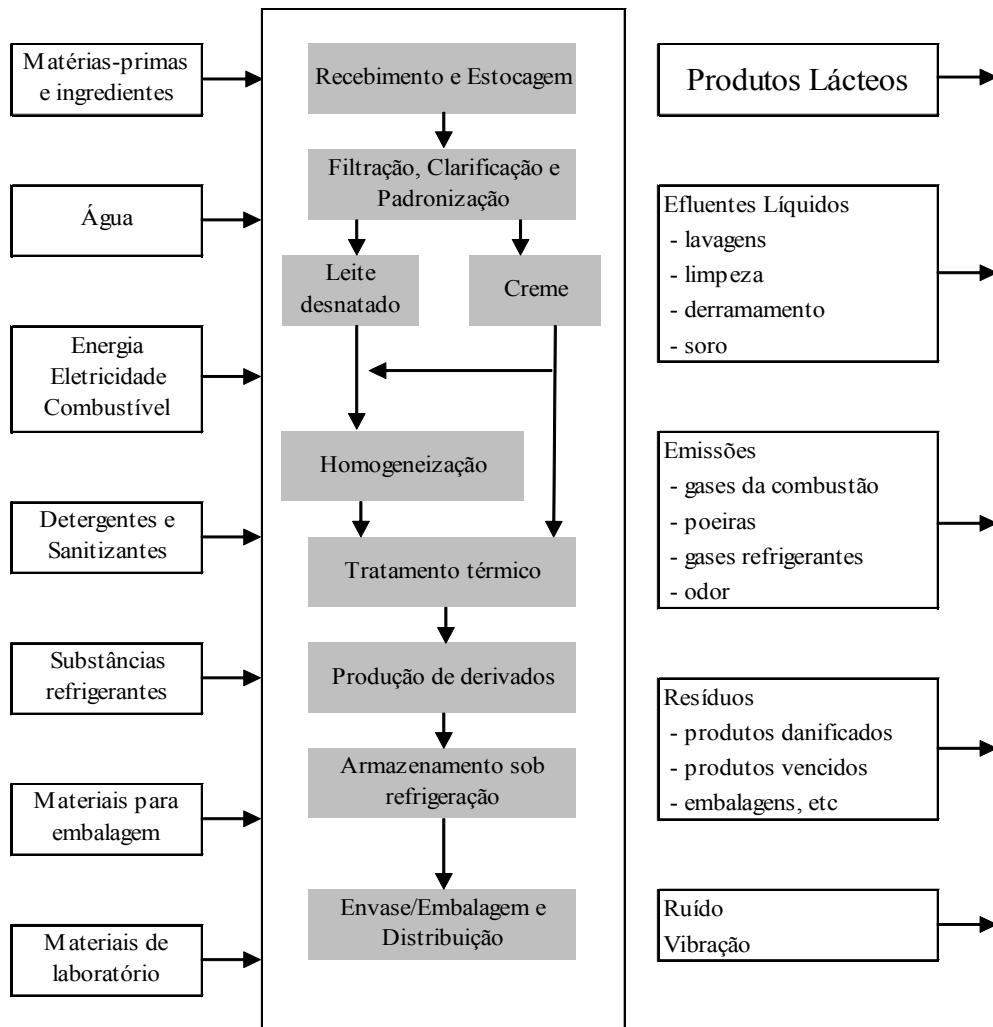 Matérias-primas
e ingredientes
Água
Energia
Eletricidade
Combustível
Detergentes e
Sanitizantes
Substâncias
refrigerantes
Materiais para
embalagem
Materiais de
laboratório
Recebimento e Estocagem
Filtração, Clarificação e
Padronização
Leite
desnatado
Creme
Homogeneização
Tratamento térmico
Produção de derivados
Armazenamento sob
refrigeração
Envase/Embalagem e
Distribuição
Produtos Lácteos
Efluentes Líquidos
- lavagens
- limpeza
- derramamento
- soro
Emissões
- gases da combustão
- poeiras
- gases refrigerantes
- odor
Resíduos
- produtos danificados
- produtos vencidos
- embalagens, etc
Ruído
Vibração